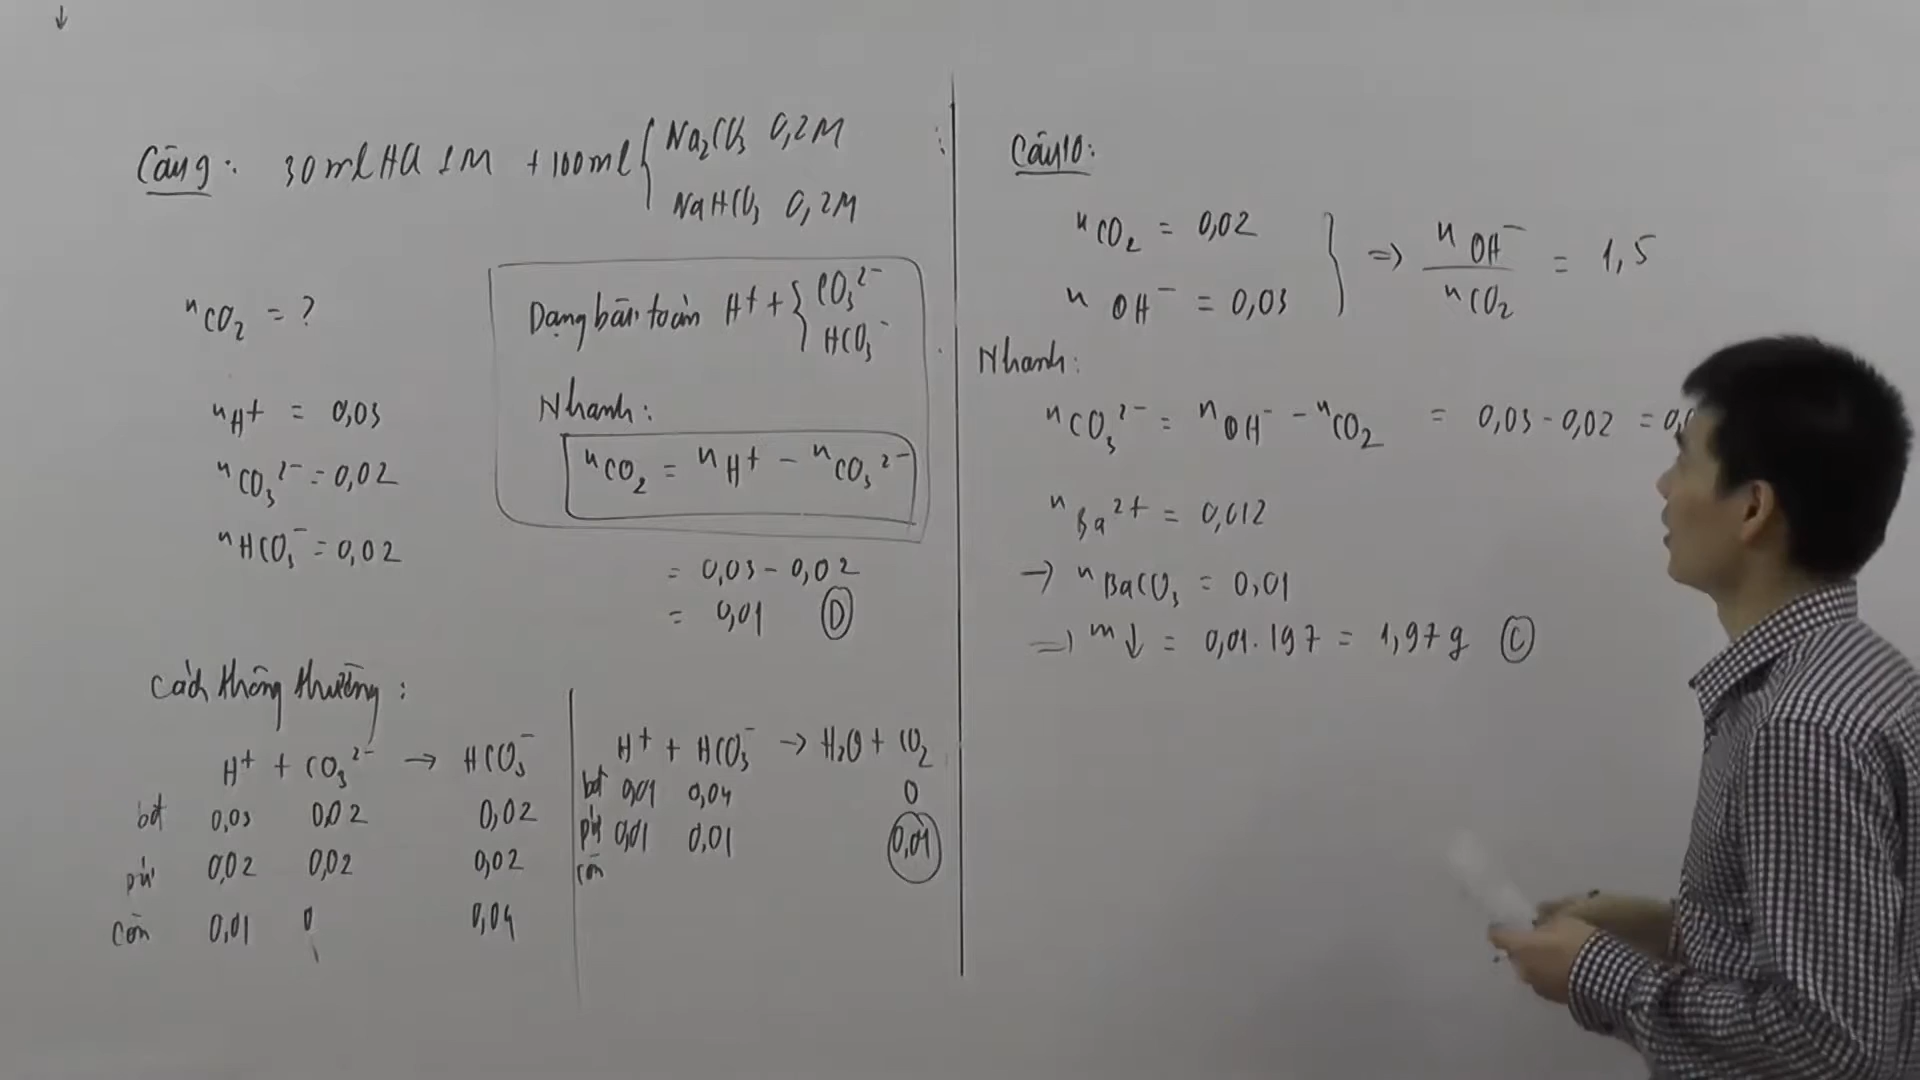 ↓
Câu 9: 30ml HCl 1M + 100ml { Na2CO3 0,2M
NaHCO3 0,2M
nCO2 = ?
nH+ = 0,03
nCO3^2- = 0,02
nHCO3^- = 0,02
Dạng bài toán H+ + { CO3^2-
HCO3^-
Nhanh:
nCO2 = nH+ - nCO3^2-
= 0,03 - 0,02
= 0,01 D
Cách thông thường:
H+ + CO3^2- → HCO3^-
bđ 0,03 0,02 0,02
pứ 0,02 0,02 0,02
còn 0,01 0 0,04
H+ + HCO3^- → H2O + CO2
bđ 0,01 0,04 0
pứ 0,01 0,01 0,01
còn
Câu 10:
nCO2 = 0,02
nOH^- = 0,03
} => nOH^- / nCO2 = 1,5
Nhanh:
nCO3^2- = nOH^- - nCO2 = 0,03 - 0,02 = 0,0
nBa^2+ = 0,012
→ nBaCO3 = 0,01
=> m↓ = 0,01.197 = 1,97g C